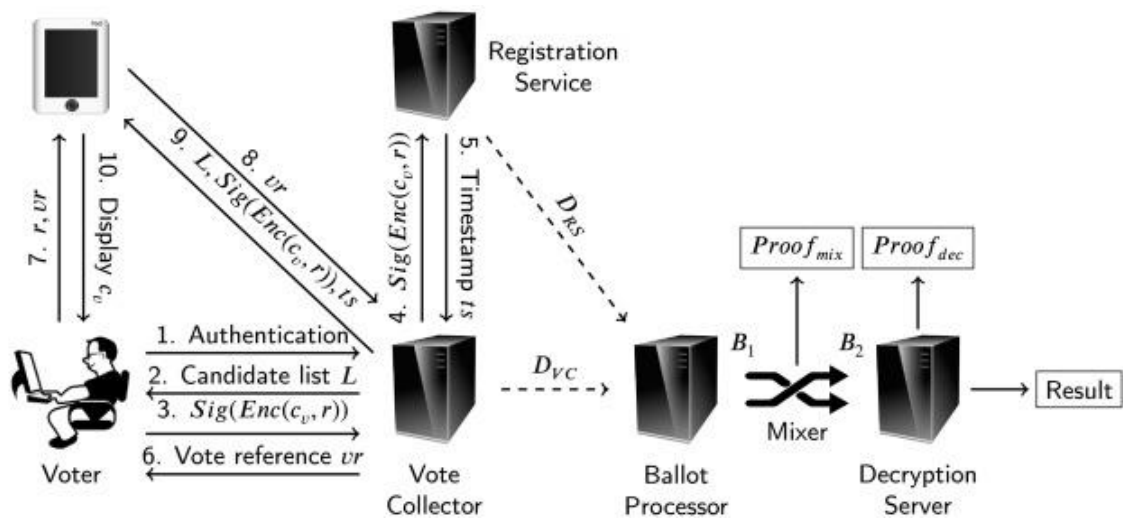 Registration
Service
7. r, vr
10. Display c_v
8. vr
9. L, Sig(Enc(c_v, r)), ts
4. Sig(Enc(c_v, r))
5. Timestamp ts
D_RS
Proof_mix
Proof_dec
1. Authentication
2. Candidate list L
3. Sig(Enc(c_v, r))
6. Vote reference vr
D_VC
B_1
B_2
Result
Mixer
Voter
Vote
Collector
Ballot
Processor
Decryption
Server